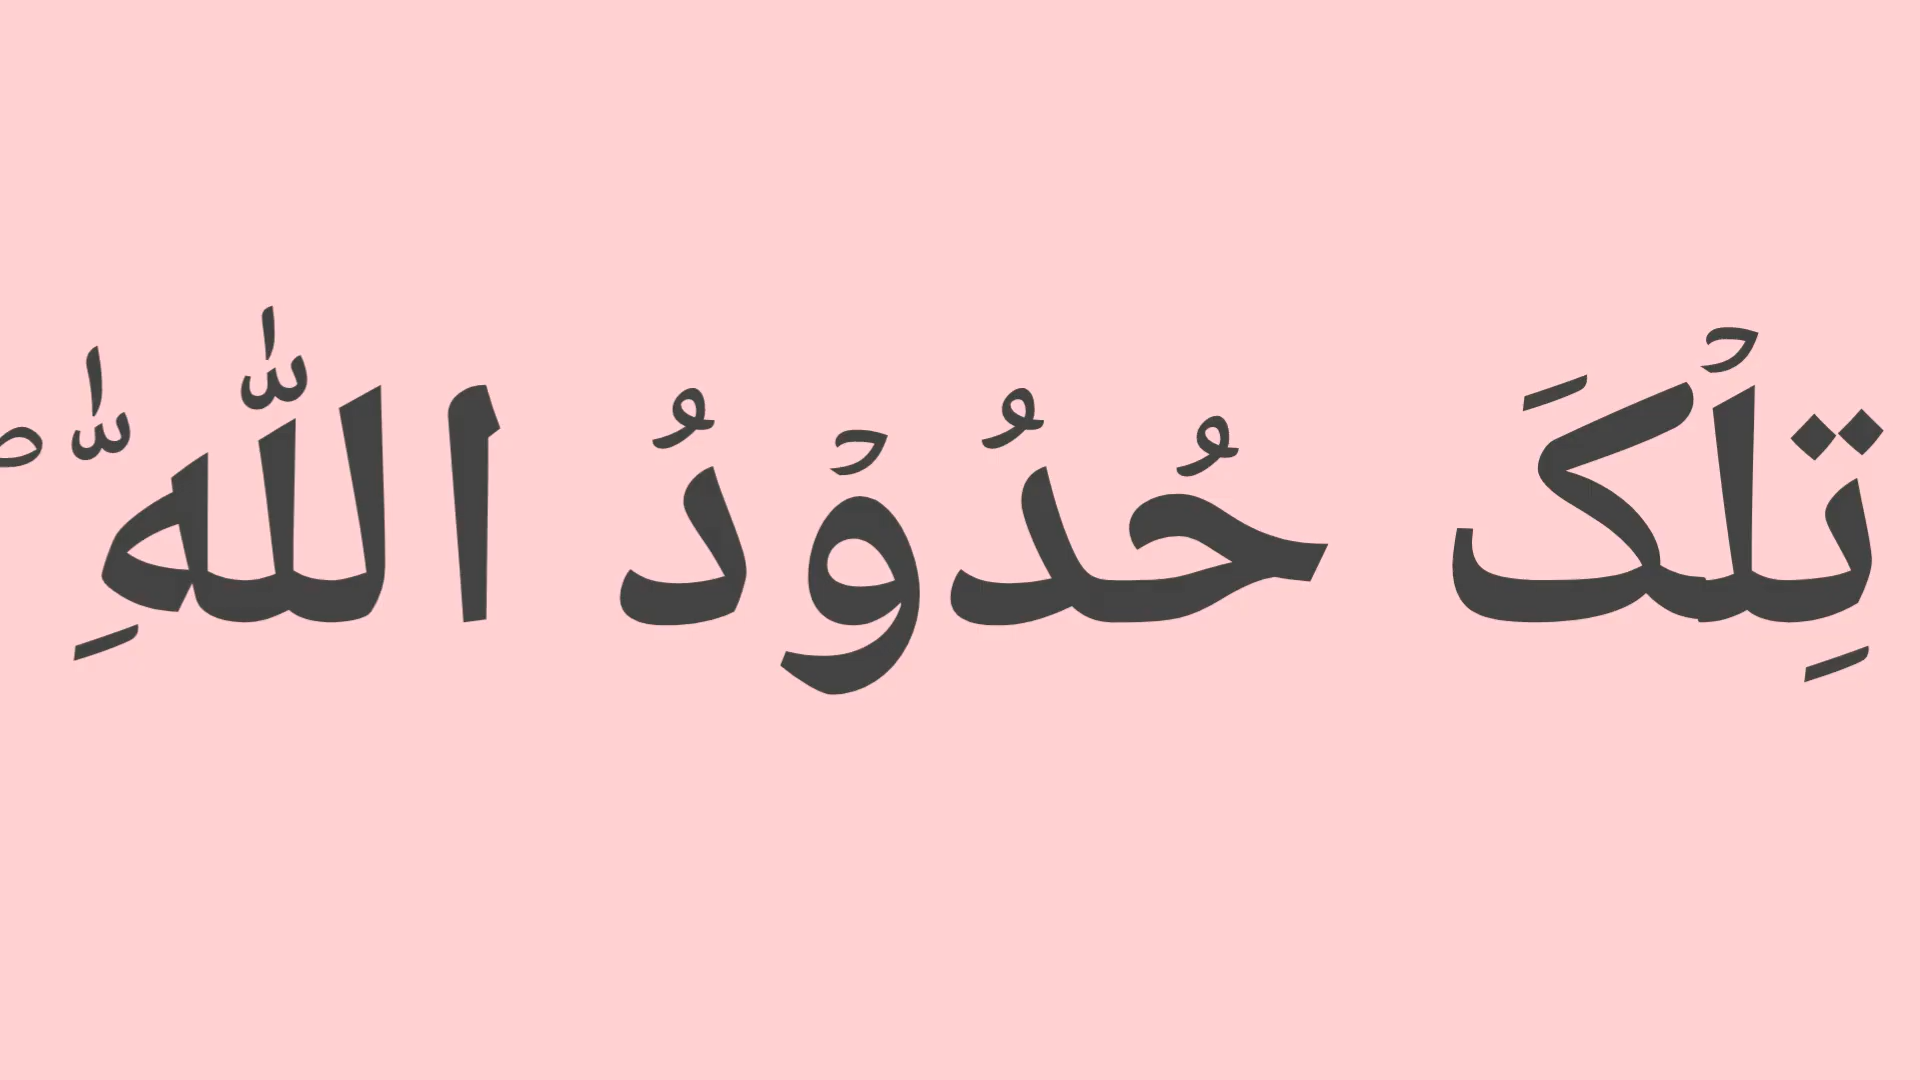 تِلۡکَ حُدُوۡدُ اللّٰہِ ّٰ ؕ